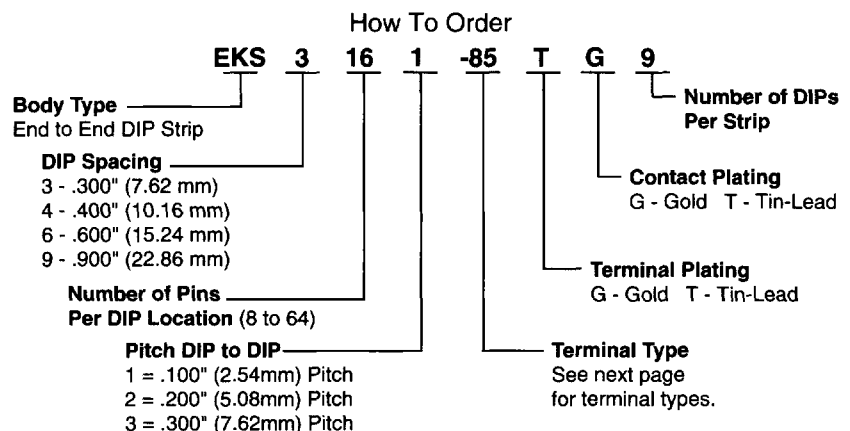 How To Order
EKS 3 16 1 -85 T G 9
Body Type
End to End DIP Strip
DIP Spacing
3 - .300" (7.62 mm)
4 - .400" (10.16 mm)
6 - .600" (15.24 mm)
9 - .900" (22.86 mm)
Number of Pins
Per DIP Location (8 to 64)
Pitch DIP to DIP
1 = .100" (2.54mm) Pitch
2 = .200" (5.08mm) Pitch
3 = .300" (7.62mm) Pitch
Number of DIPs
Per Strip
Contact Plating
G - Gold T - Tin-Lead
Terminal Plating
G - Gold T - Tin-Lead
Terminal Type
See next page
for terminal types.